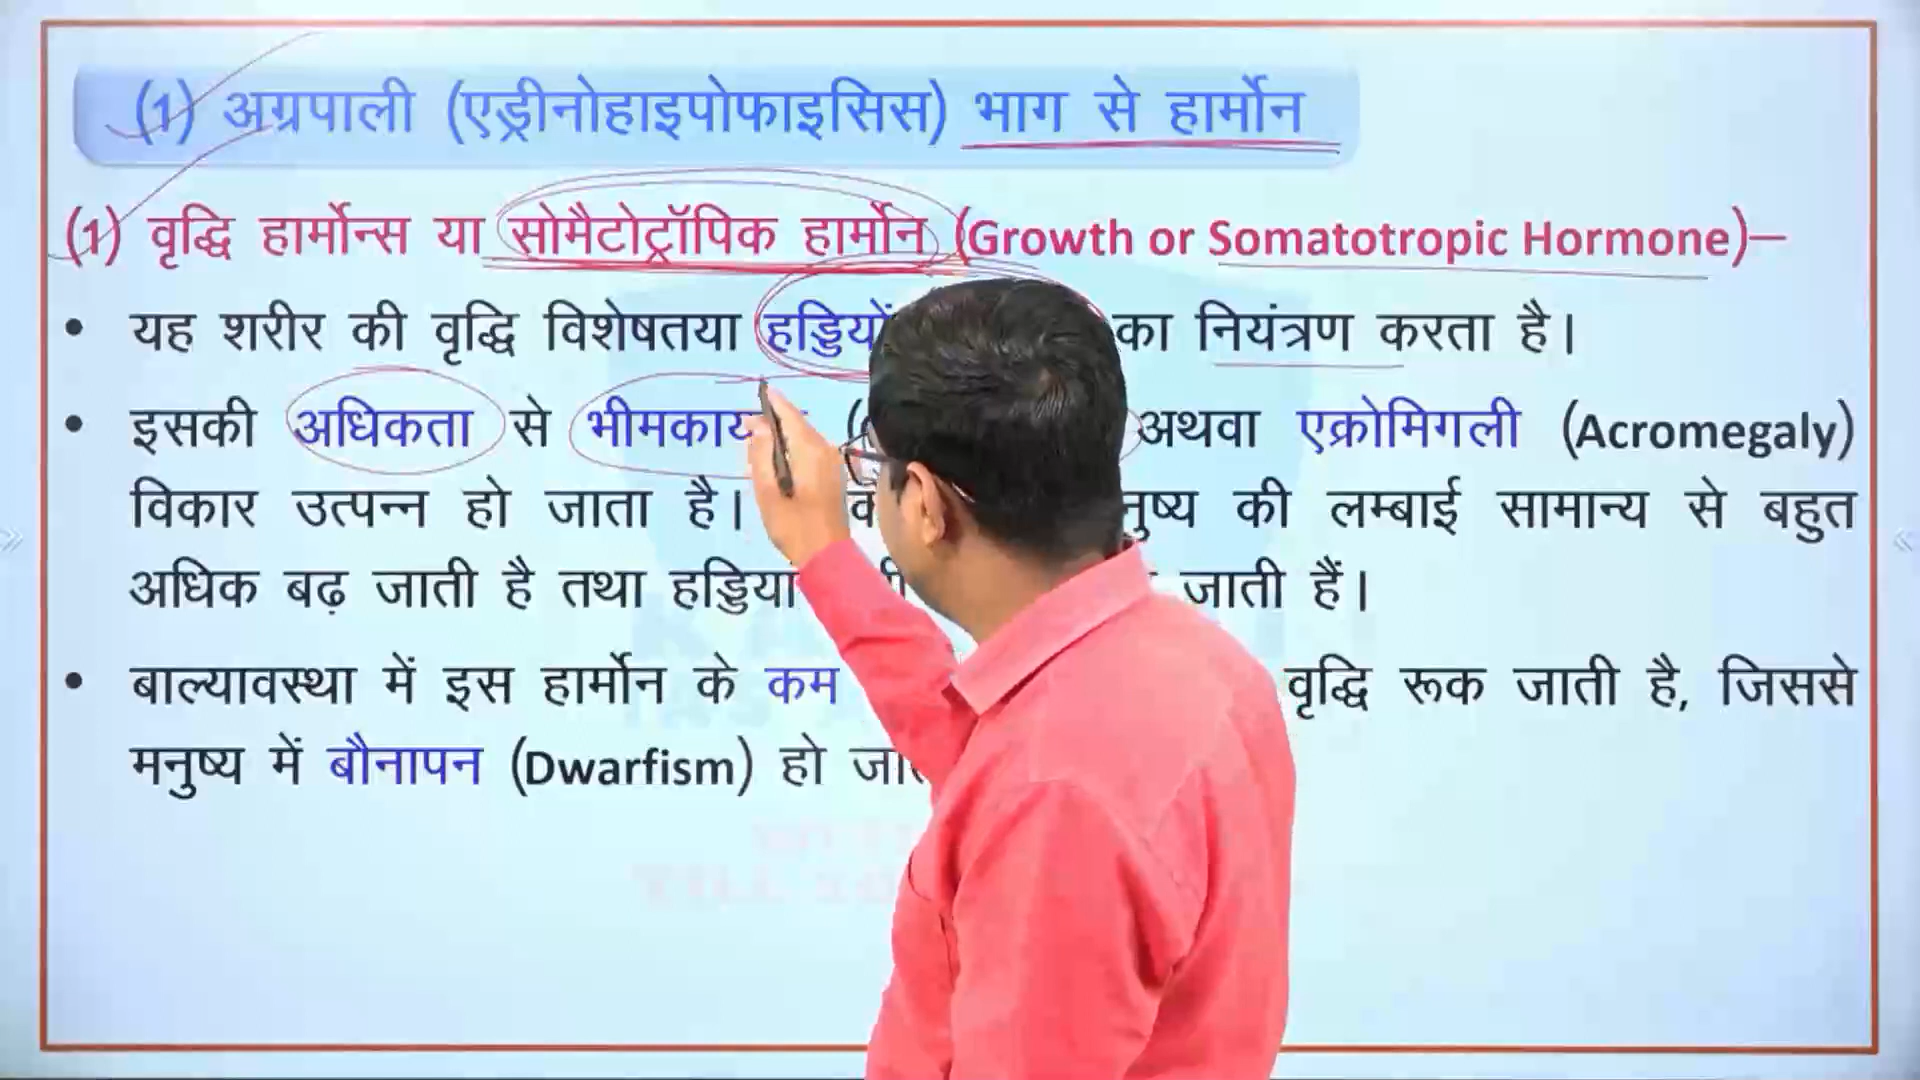 (1) अग्रपाली (एड्रीनोहाइपोफाइसिस) भाग से हार्मोन
(1) वृद्धि हार्मोन्स या सोमैटोट्रॉपिक हार्मोन (Growth or Somatotropic Hormone)–
• यह शरीर की वृद्धि विशेषतया हड्डियों का नियंत्रण करता है।
• इसकी अधिकता से भीमकाय अथवा एक्रोमिगली (Acromegaly)
विकार उत्पन्न हो जाता है। की लम्बाई सामान्य से बहुत
अधिक बढ़ जाती है तथा हड्डियां जाती हैं।
• बाल्यावस्था में इस हार्मोन के कम वृद्धि रूक जाती है, जिससे
मनुष्य में बौनापन (Dwarfism) हो